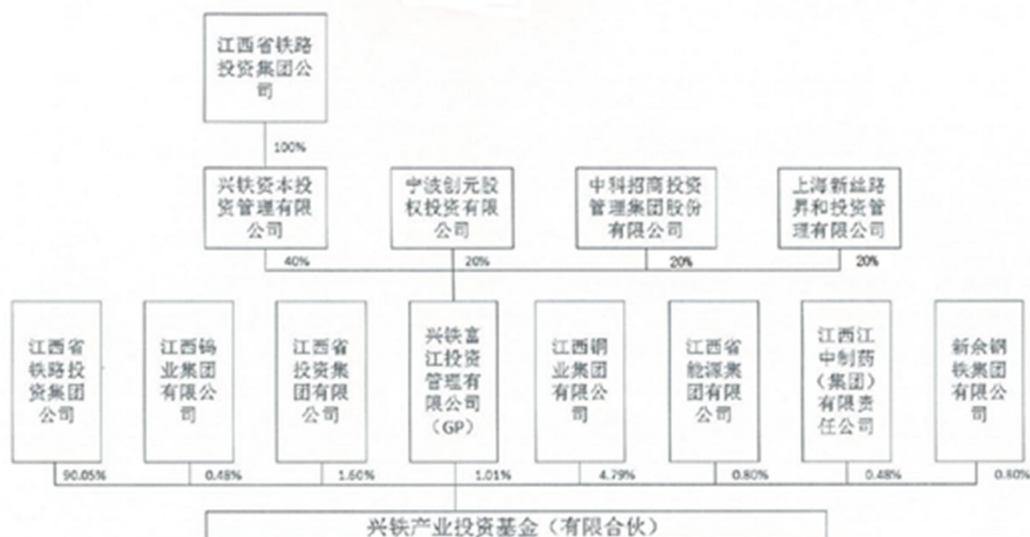 江西省铁路
投资集团公
司
100%
兴铁资本投
资管理有限
公司
宁波创元股
权投资有限
公司
中科招商投资
管理集团股份
有限公司
上海新丝路
昇和投资管
理有限公司
40%
20%
20%
20%
江西省
铁路投
资集团
公司
江西钨
业集团
有限公
司
江西省
投资集
团有限
公司
兴铁富
江投资
管理有
限公司
（GP）
江西铜
业集团
有限公
司
江西省
能源集
团有限
公司
江西江
中制药
（集团）
有限责
任公司
新余钢
铁集团
有限公
司
90.05%
0.48%
1.60%
1.01%
4.79%
0.80%
0.48%
0.80%
兴铁产业投资基金（有限合伙）